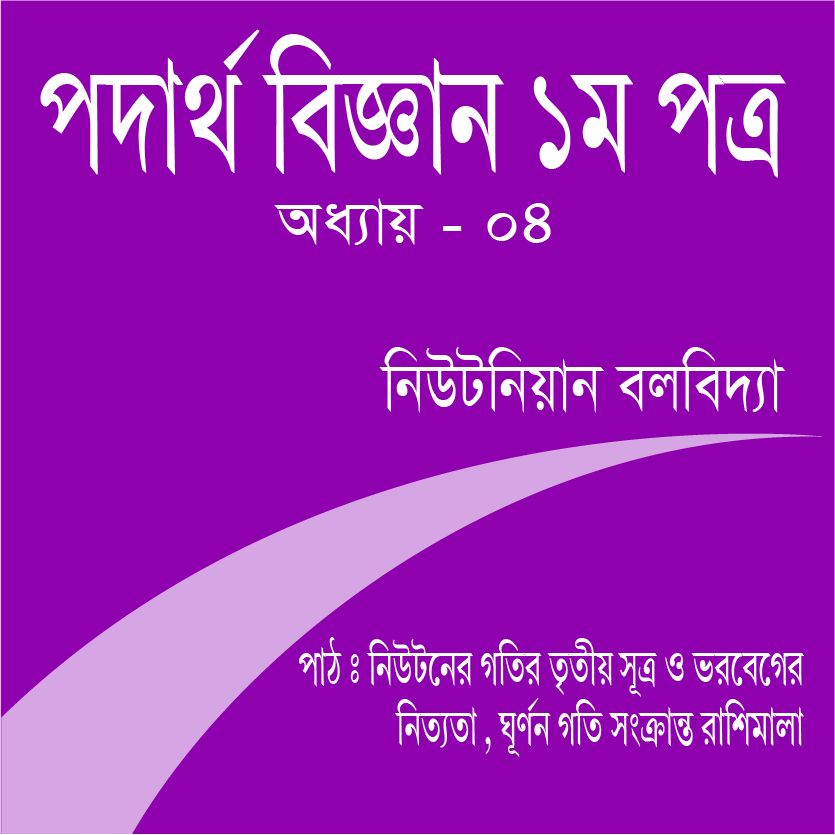 পদার্থ বিজ্ঞান ১ম পত্র
অধ্যায় - ০৪
নিউটনিয়ান বলবিদ্যা
পাঠ ঃ নিউটনের গতির তৃতীয় সূত্র ও ভরবেগের
নিত্যতা , ঘূর্ণন গতি সংক্রান্ত রাশিমালা